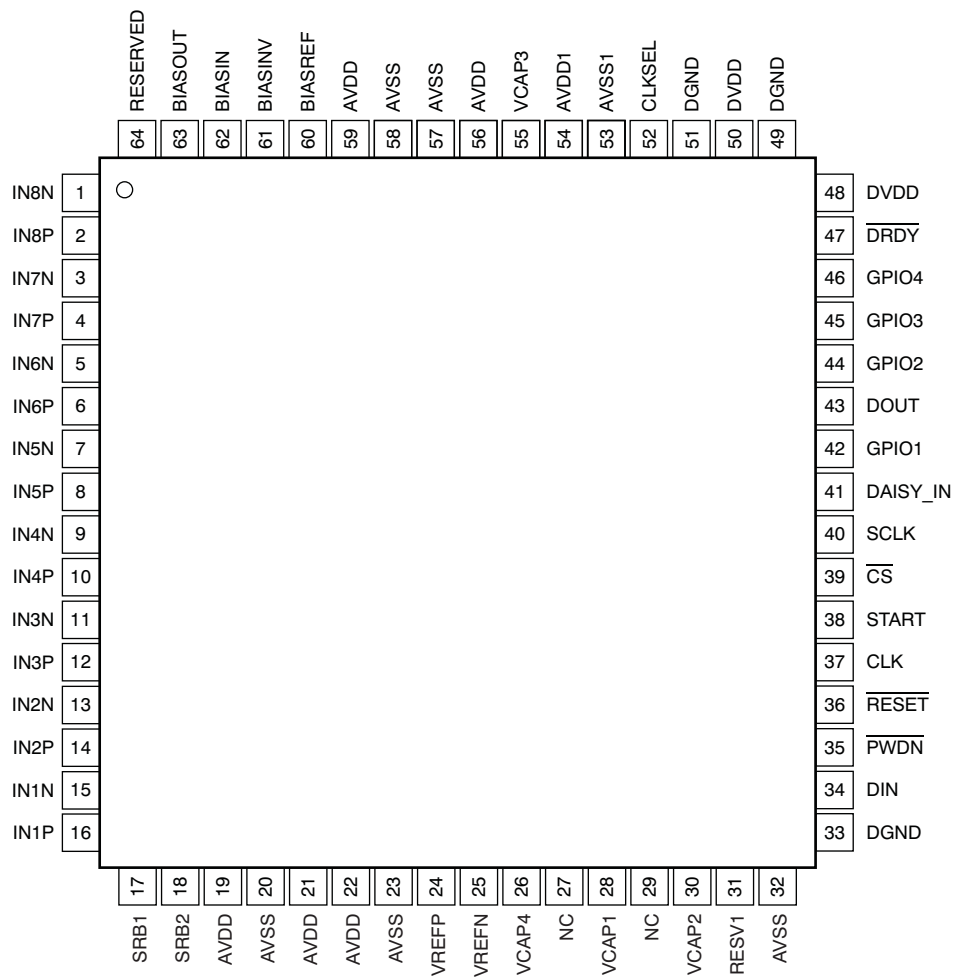 RESERVED
BIASOUT
BIASIN
BIASINV
BIASREF
AVDD
AVSS
AVSS
AVDD
VCAP3
AVDD1
AVSS1
CLKSEL
DGND
DVDD
DGND
64
63
62
61
60
59
58
57
56
55
54
53
52
51
50
49
IN8N 1
IN8P 2
IN7N 3
IN7P 4
IN6N 5
IN6P 6
IN5N 7
IN5P 8
IN4N 9
IN4P 10
IN3N 11
IN3P 12
IN2N 13
IN2P 14
IN1N 15
IN1P 16
48 DVDD
47 DRDY
46 GPIO4
45 GPIO3
44 GPIO2
43 DOUT
42 GPIO1
41 DAISY_IN
40 SCLK
39 CS
38 START
37 CLK
36 RESET
35 PWDN
34 DIN
33 DGND
17
18
19
20
21
22
23
24
25
26
27
28
29
30
31
32
SRB1
SRB2
AVDD
AVSS
AVDD
AVDD
AVSS
VREFP
VREFN
VCAP4
NC
VCAP1
NC
VCAP2
RESV1
AVSS